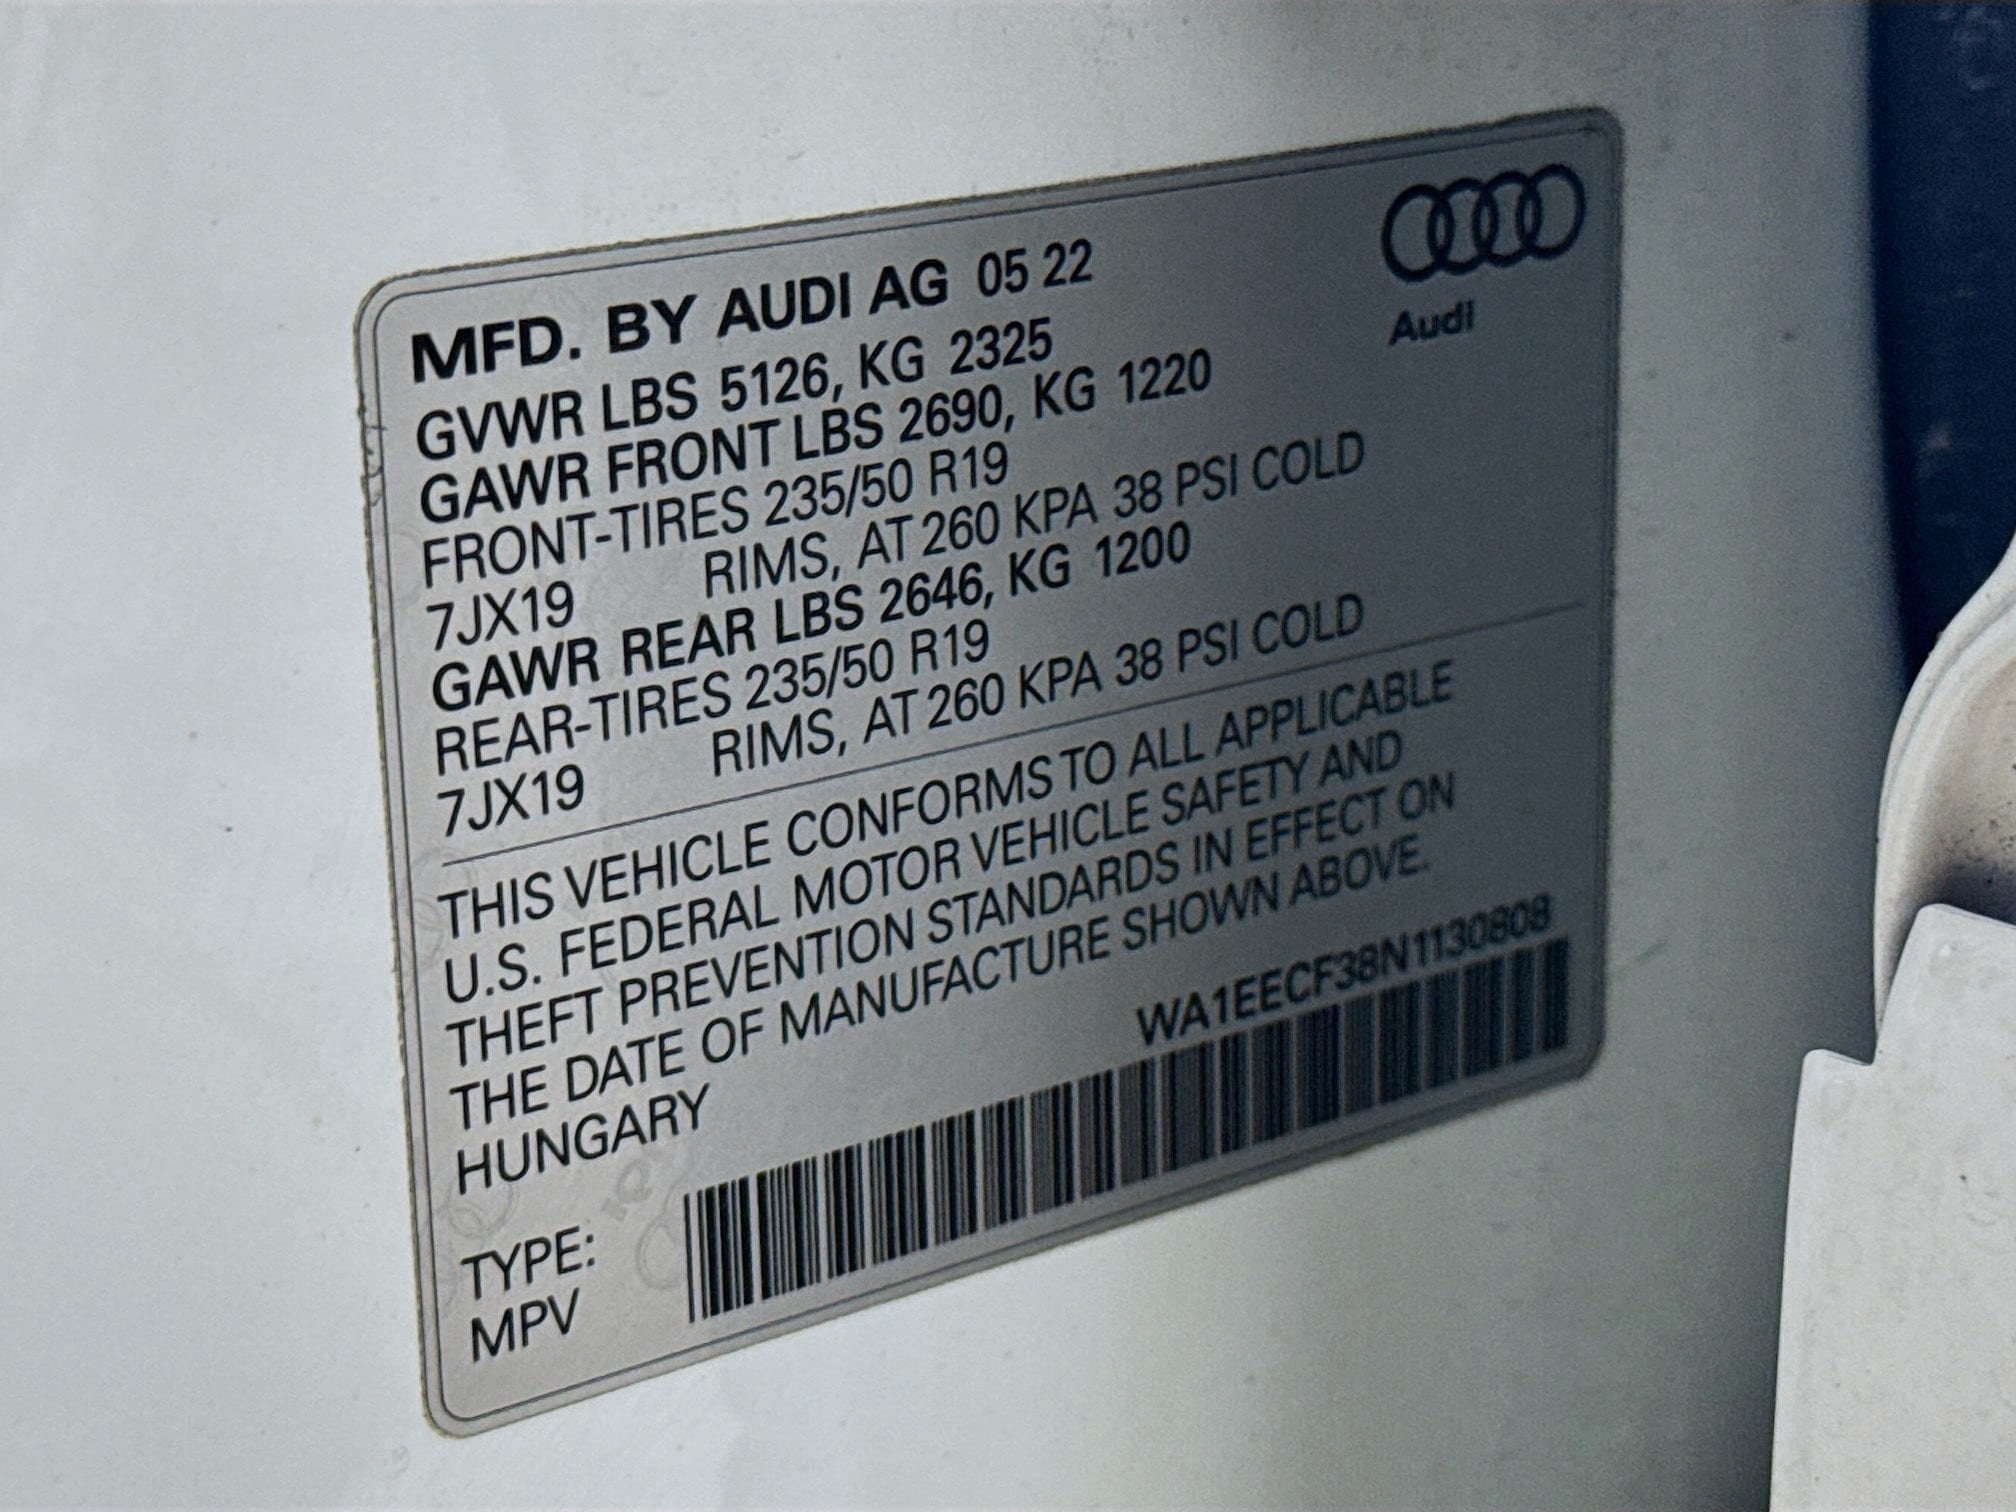 MFD. BY AUDI AG 05 22
Audi
GVWR LBS 5126, KG 2325
GAWR FRONT LBS 2690, KG 1220
FRONT-TIRES 235/50 R19
7JX19 RIMS, AT 260 KPA 38 PSI COLD
GAWR REAR LBS 2646, KG 1200
REAR-TIRES 235/50 R19
7JX19 RIMS, AT 260 KPA 38 PSI COLD
THIS VEHICLE CONFORMS TO ALL APPLICABLE
U.S. FEDERAL MOTOR VEHICLE SAFETY AND
THEFT PREVENTION STANDARDS IN EFFECT ON
THE DATE OF MANUFACTURE SHOWN ABOVE.
HUNGARY
WA1EECF38N1130808
TYPE:
MPV